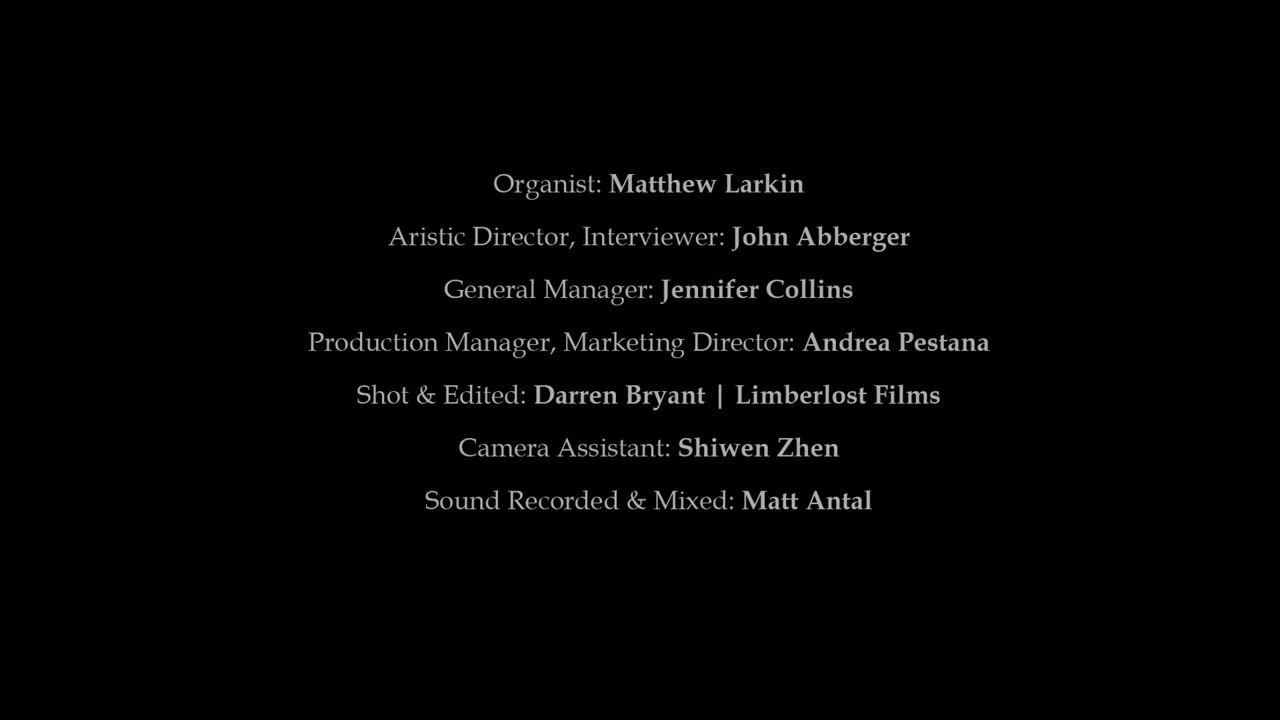 Organist: Matthew Larkin
Aristic Director, Interviewer: John Abberger
General Manager: Jennifer Collins
Production Manager, Marketing Director: Andrea Pestana
Shot & Edited: Darren Bryant | Limberlost Films
Camera Assistant: Shiwen Zhen
Sound Recorded & Mixed: Matt Antal